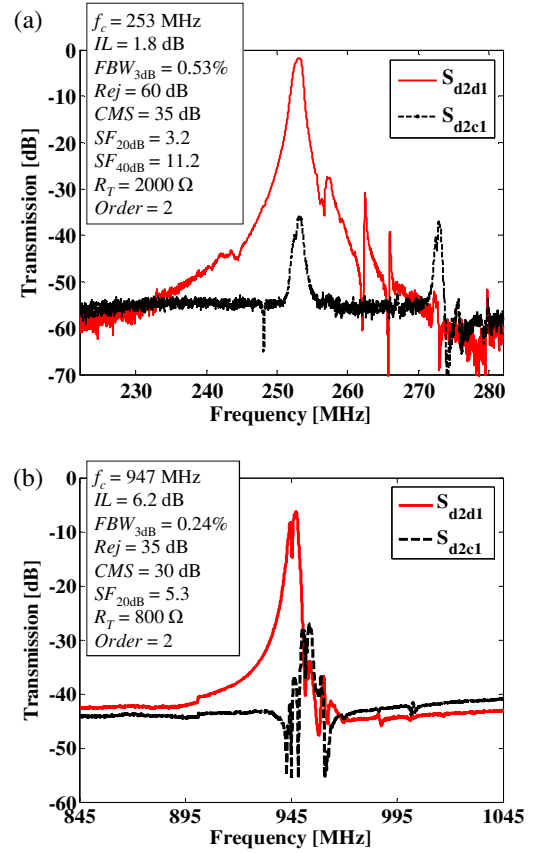 (a)
f_c = 253 MHz
IL = 1.8 dB
FBW_3dB = 0.53%
Rej = 60 dB
CMS = 35 dB
SF_20dB = 3.2
SF_40dB = 11.2
R_T = 2000 Ω
Order = 2
S_d2d1
S_d2c1
Transmission [dB]
0
-10
-20
-30
-40
-50
-60
-70
230 240 250 260 270 280
Frequency [MHz]
(b)
f_c = 947 MHz
IL = 6.2 dB
FBW_3dB = 0.24%
Rej = 35 dB
CMS = 30 dB
SF_20dB = 5.3
R_T = 800 Ω
Order = 2
S_d2d1
S_d2c1
Transmission [dB]
-0
-10
-20
-30
-40
-50
-60
845 895 945 995 1045
Frequency [MHz]